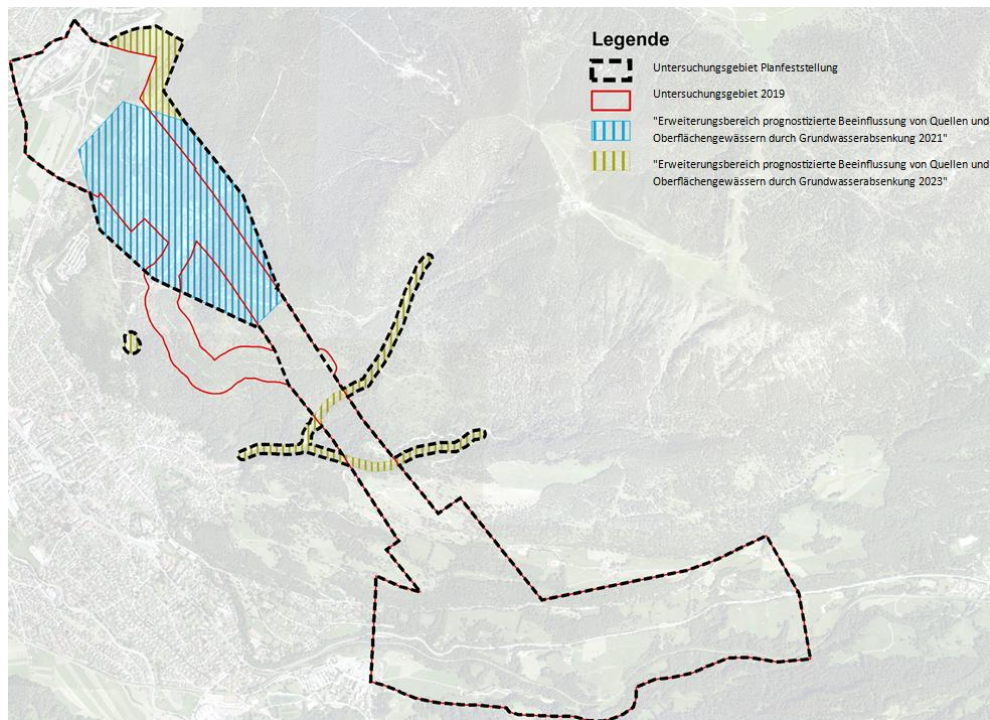 Legende
Untersuchungsgebiet Planfeststellung
Untersuchungsgebiet 2019
"Erweiterungsbereich prognostizierte Beeinflussung von Quellen und
Oberflächengewässern durch Grundwasserabsenkung 2021"
"Erweiterungsbereich prognostizierte Beeinflussung von Quellen und
Oberflächengewässern durch Grundwasserabsenkung 2023"